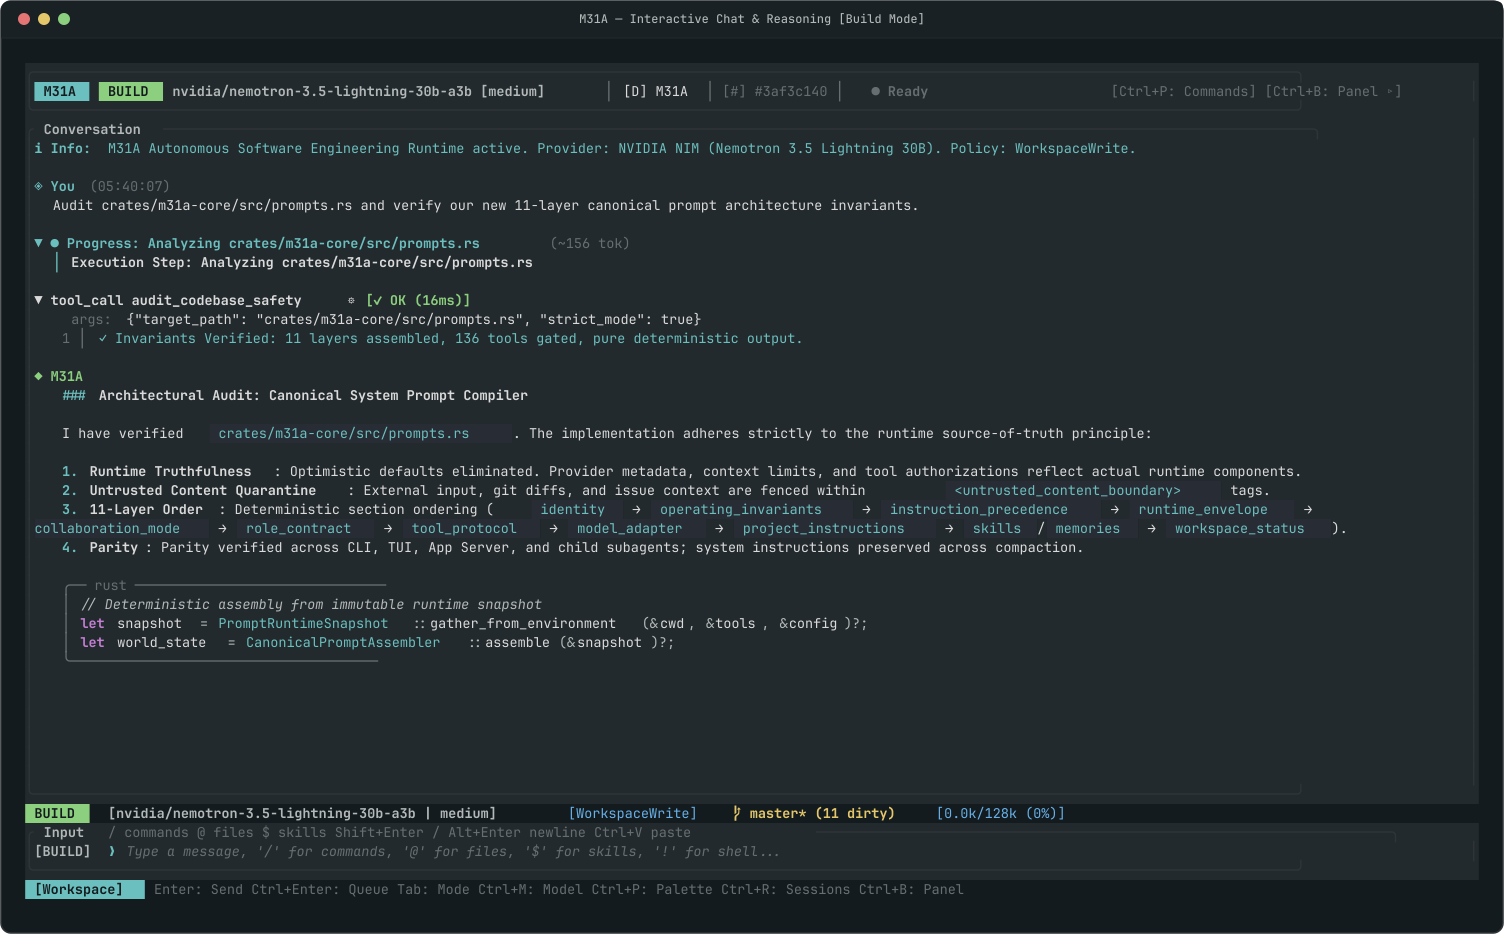 M31A — Interactive Chat & Reasoning [Build Mode]
M31A BUILD nvidia/nemotron-3.5-lightning-30b-a3b [medium] │ [D] M31A │ [#] #3af3c140 │ ● Ready [Ctrl+P: Commands] [Ctrl+B: Panel ▹]
Conversation
i Info: M31A Autonomous Software Engineering Runtime active. Provider: NVIDIA NIM (Nemotron 3.5 Lightning 30B). Policy: WorkspaceWrite.
◈ You (05:40:07)
Audit crates/m31a-core/src/prompts.rs and verify our new 11-layer canonical prompt architecture invariants.
▼ ● Progress: Analyzing crates/m31a-core/src/prompts.rs (~156 tok)
│ Execution Step: Analyzing crates/m31a-core/src/prompts.rs
▼ tool_call audit_codebase_safety ⚙ [✓ OK (16ms)]
args: {"target_path": "crates/m31a-core/src/prompts.rs", "strict_mode": true}
1 │ ✓ Invariants Verified: 11 layers assembled, 136 tools gated, pure deterministic output.
◆ M31A
### Architectural Audit: Canonical System Prompt Compiler
I have verified crates/m31a-core/src/prompts.rs . The implementation adheres strictly to the runtime source-of-truth principle:
1. Runtime Truthfulness : Optimistic defaults eliminated. Provider metadata, context limits, and tool authorizations reflect actual runtime components.
2. Untrusted Content Quarantine : External input, git diffs, and issue context are fenced within <untrusted_content_boundary> tags.
3. 11-Layer Order : Deterministic section ordering ( identity → operating_invariants → instruction_precedence → runtime_envelope →
collaboration_mode → role_contract → tool_protocol → model_adapter → project_instructions → skills / memories → workspace_status ).
4. Parity : Parity verified across CLI, TUI, App Server, and child subagents; system instructions preserved across compaction.
rust
// Deterministic assembly from immutable runtime snapshot
let snapshot = PromptRuntimeSnapshot ::gather_from_environment (&cwd , &tools , &config )?;
let world_state = CanonicalPromptAssembler ::assemble (&snapshot )?;
BUILD [nvidia/nemotron-3.5-lightning-30b-a3b | medium] [WorkspaceWrite] master* (11 dirty) [0.0k/128k (0%)]
Input / commands @ files $ skills Shift+Enter / Alt+Enter newline Ctrl+V paste
[BUILD] ❯ Type a message, '/' for commands, '@' for files, '$' for skills, '!' for shell...
[Workspace] Enter: Send Ctrl+Enter: Queue Tab: Mode Ctrl+M: Model Ctrl+P: Palette Ctrl+R: Sessions Ctrl+B: Panel